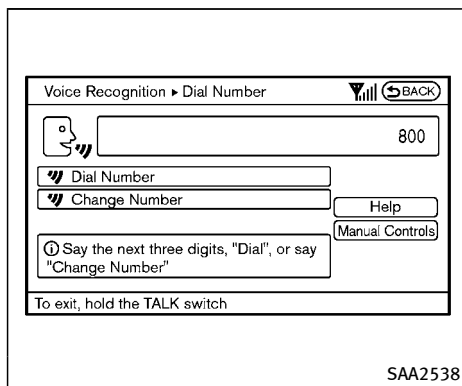 Voice Recognition ▸ Dial Number
BACK
800
Dial Number
Change Number
Help
Manual Controls
Say the next three digits, "Dial", or say
"Change Number"
To exit, hold the TALK switch
SAA2538